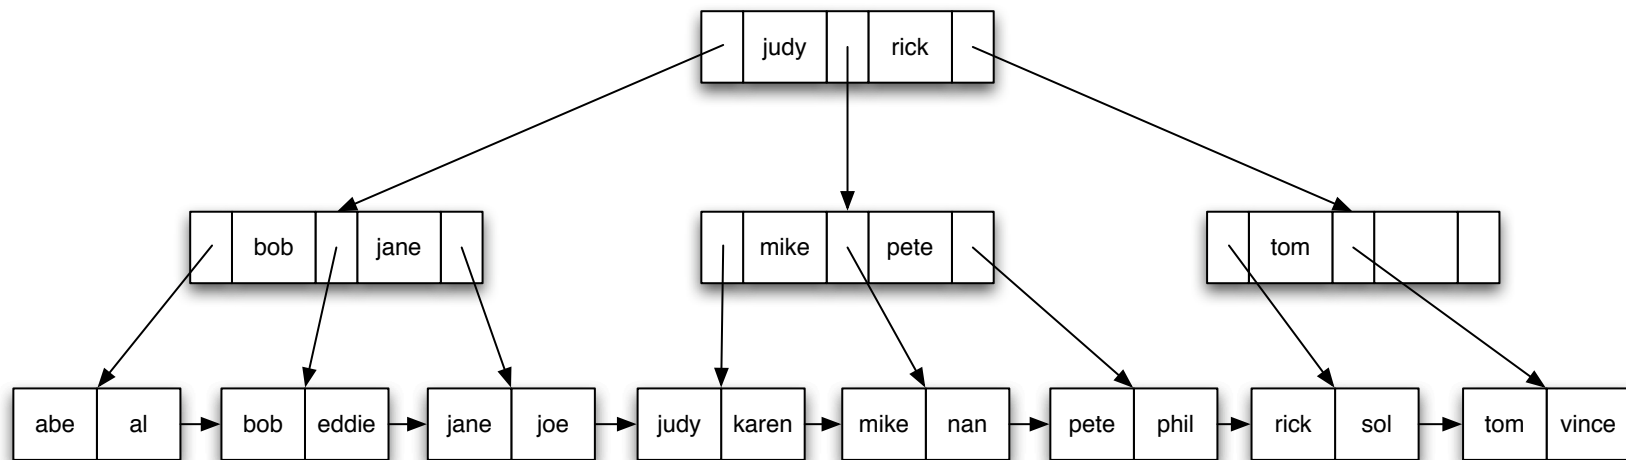 judy rick
bob jane mike pete tom
abe al bob eddie jane joe judy karen mike nan pete phil rick sol tom vince